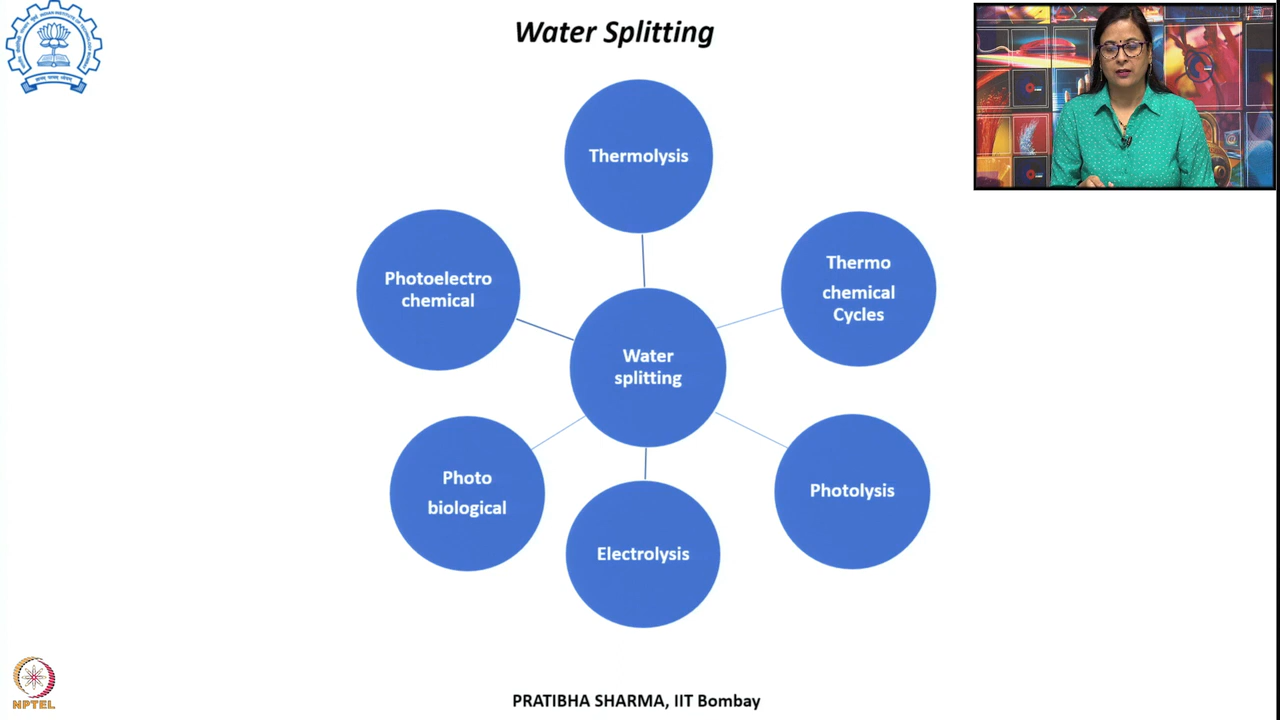 Water Splitting
Thermolysis
Photoelectro
chemical
Thermo
chemical
Cycles
Water
splitting
Photo
biological
Photolysis
Electrolysis
NPTEL
PRATIBHA SHARMA, IIT Bombay